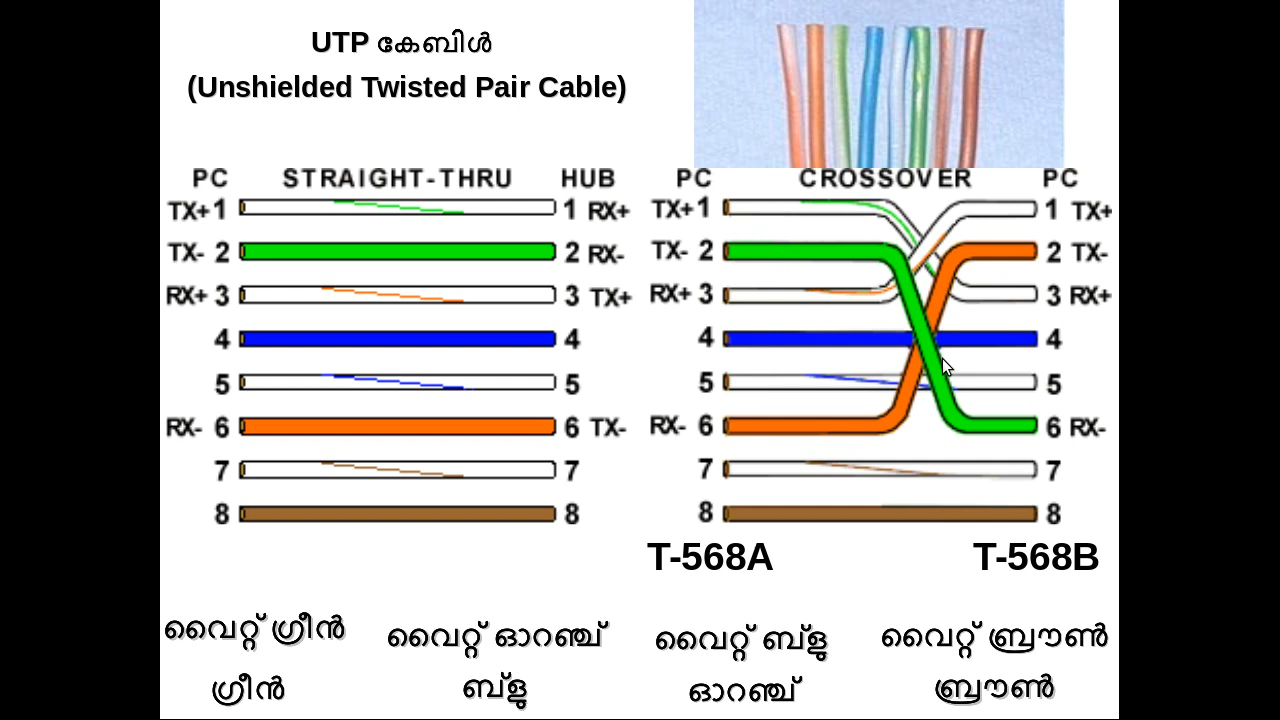 UTP കേബിൾ
(Unshielded Twisted Pair Cable)
PC STRAIGHT-THRU HUB
TX+ 1 1 RX+
TX- 2 2 RX-
RX+ 3 3 TX+
4 4
5 5
RX- 6 6 TX-
7 7
8 8
PC CROSSOVER PC
TX+ 1 1 TX+
TX- 2 2 TX-
RX+ 3 3 RX+
4 4
5 5
RX- 6 6 RX-
7 7
8 8
T-568A T-568B
വൈറ്റ് ഗ്രീൻ
ഗ്രീൻ
വൈറ്റ് ഓറഞ്ച്
ബ്ളു
വൈറ്റ് ബ്ളു
ഓറഞ്ച്
വൈറ്റ് ബ്രൗൺ
ബ്രൗൺ